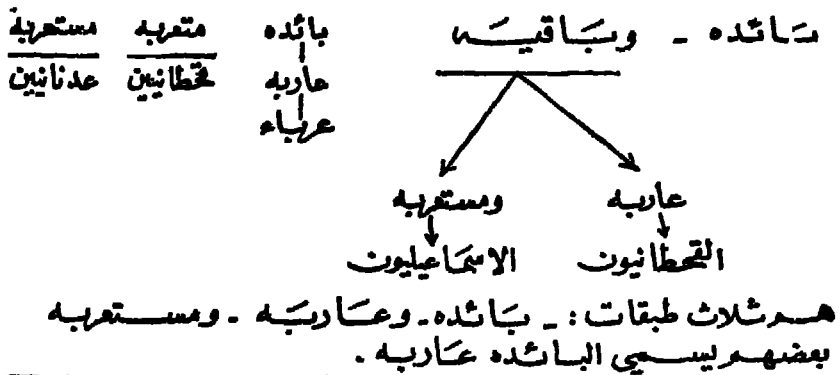 بائده - وباقيه
بائده متعربه مستعربة
عاربه قحطانيين عدنانيين
عرباء
عاربه ومستعربه
القحطانيون الاسماعيليون
هم ثلاث طبقات : - بائده - وعاربه - ومستعربه
بعضهم يسمي البائده عاربه .